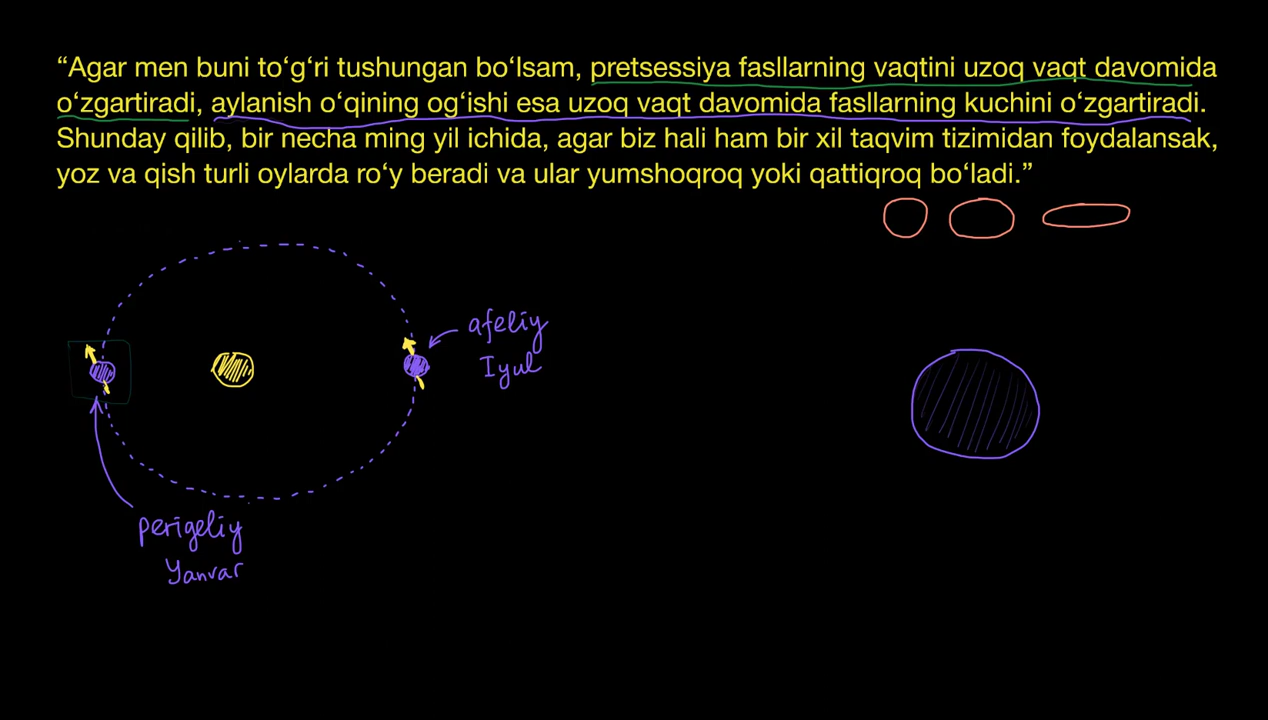 “Agar men buni to‘g‘ri tushungan bo‘lsam, pretsessiya fasllarning vaqtini uzoq vaqt davomida
o‘zgartiradi, aylanish o‘qining og‘ishi esa uzoq vaqt davomida fasllarning kuchini o‘zgartiradi.
Shunday qilib, bir necha ming yil ichida, agar biz hali ham bir xil taqvim tizimidan foydalansak,
yoz va qish turli oylarda ro‘y beradi va ular yumshoqroq yoki qattiqroq bo‘ladi.”
afeliy
Iyul
perigeliy
Yanvar